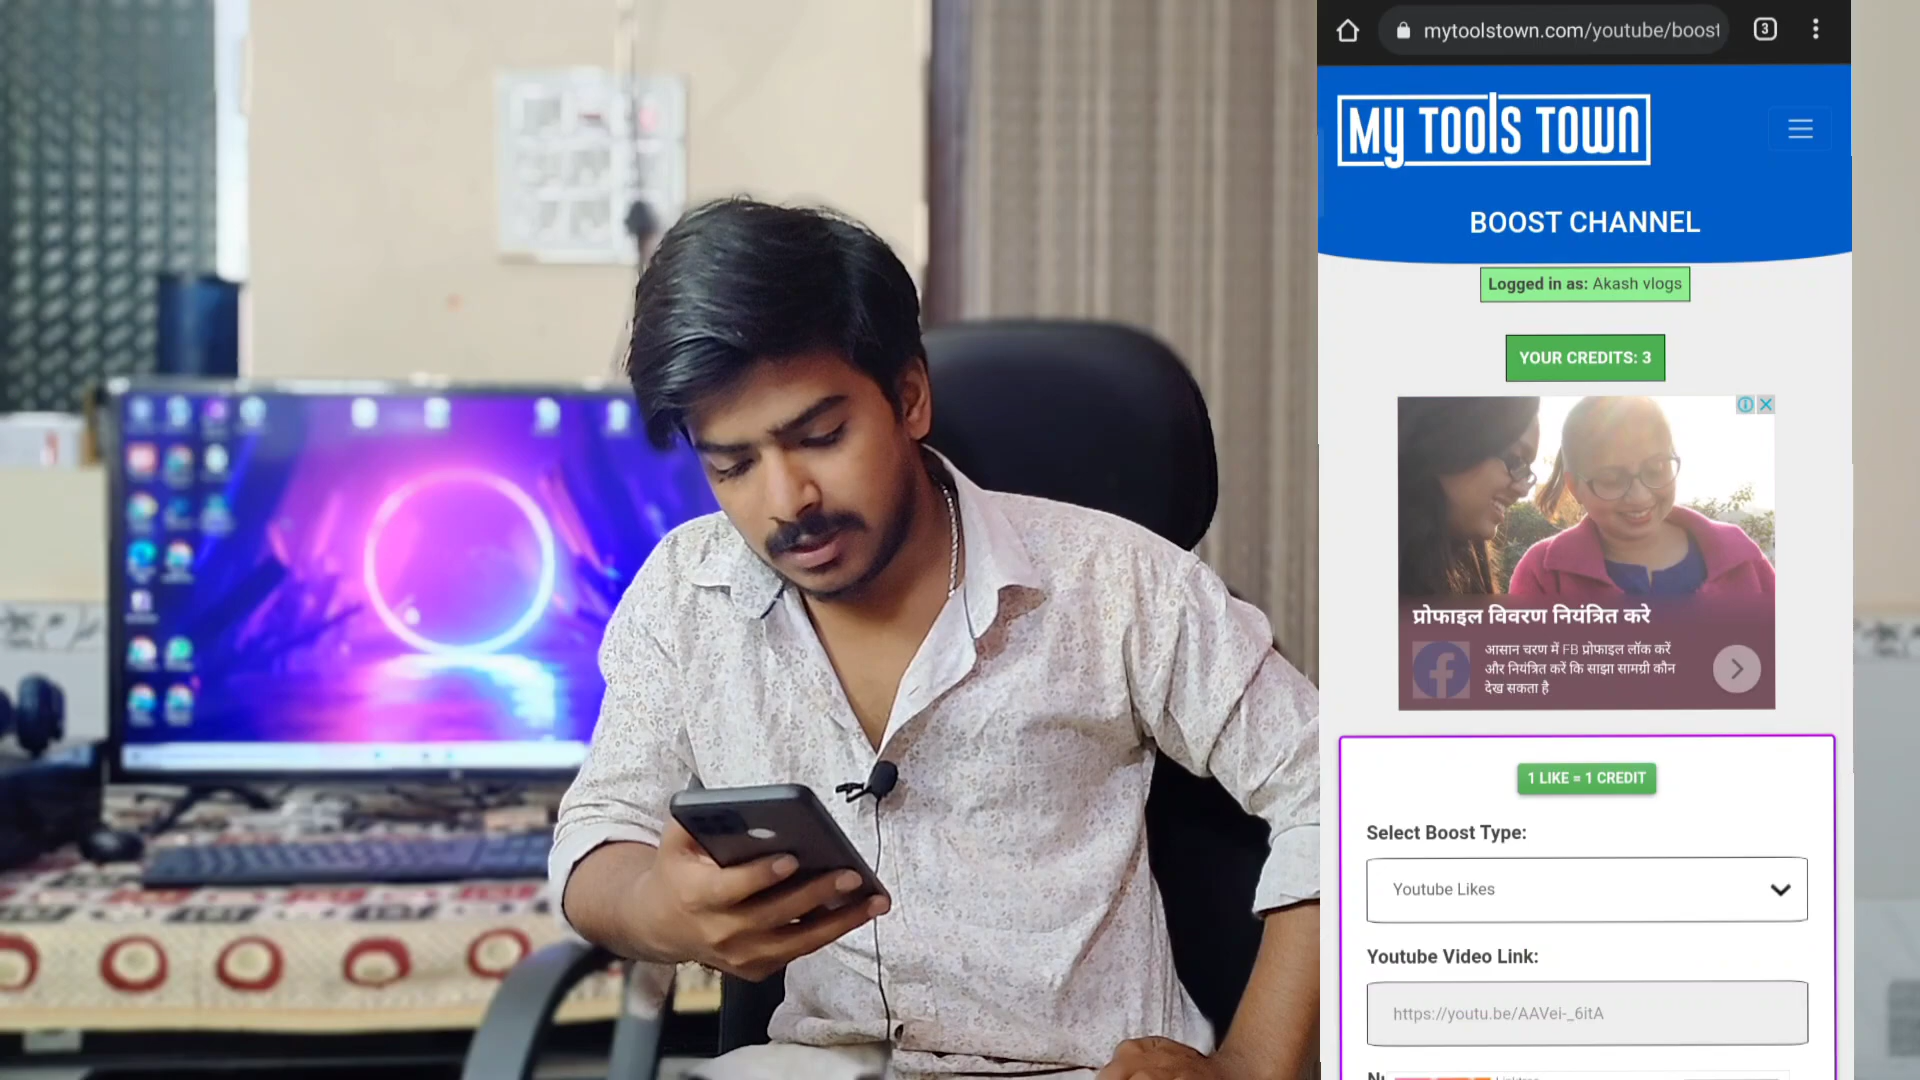 3
mytoolstown.com/youtube/boost
My TOOlS TOWN
BOOST CHANNEL
Logged in as: Akash vlogs
YOUR CREDITS: 3
प्रोफाइल विवरण नियंत्रित करे
आसान चरण में FB प्रोफाइल लॉक करें
और नियंत्रित करें कि साझा सामग्री कौन
देख सकता है
1 LIKE = 1 CREDIT
Select Boost Type:
Youtube Likes
Youtube Video Link:
https://youtu.be/AAVei-_6itA